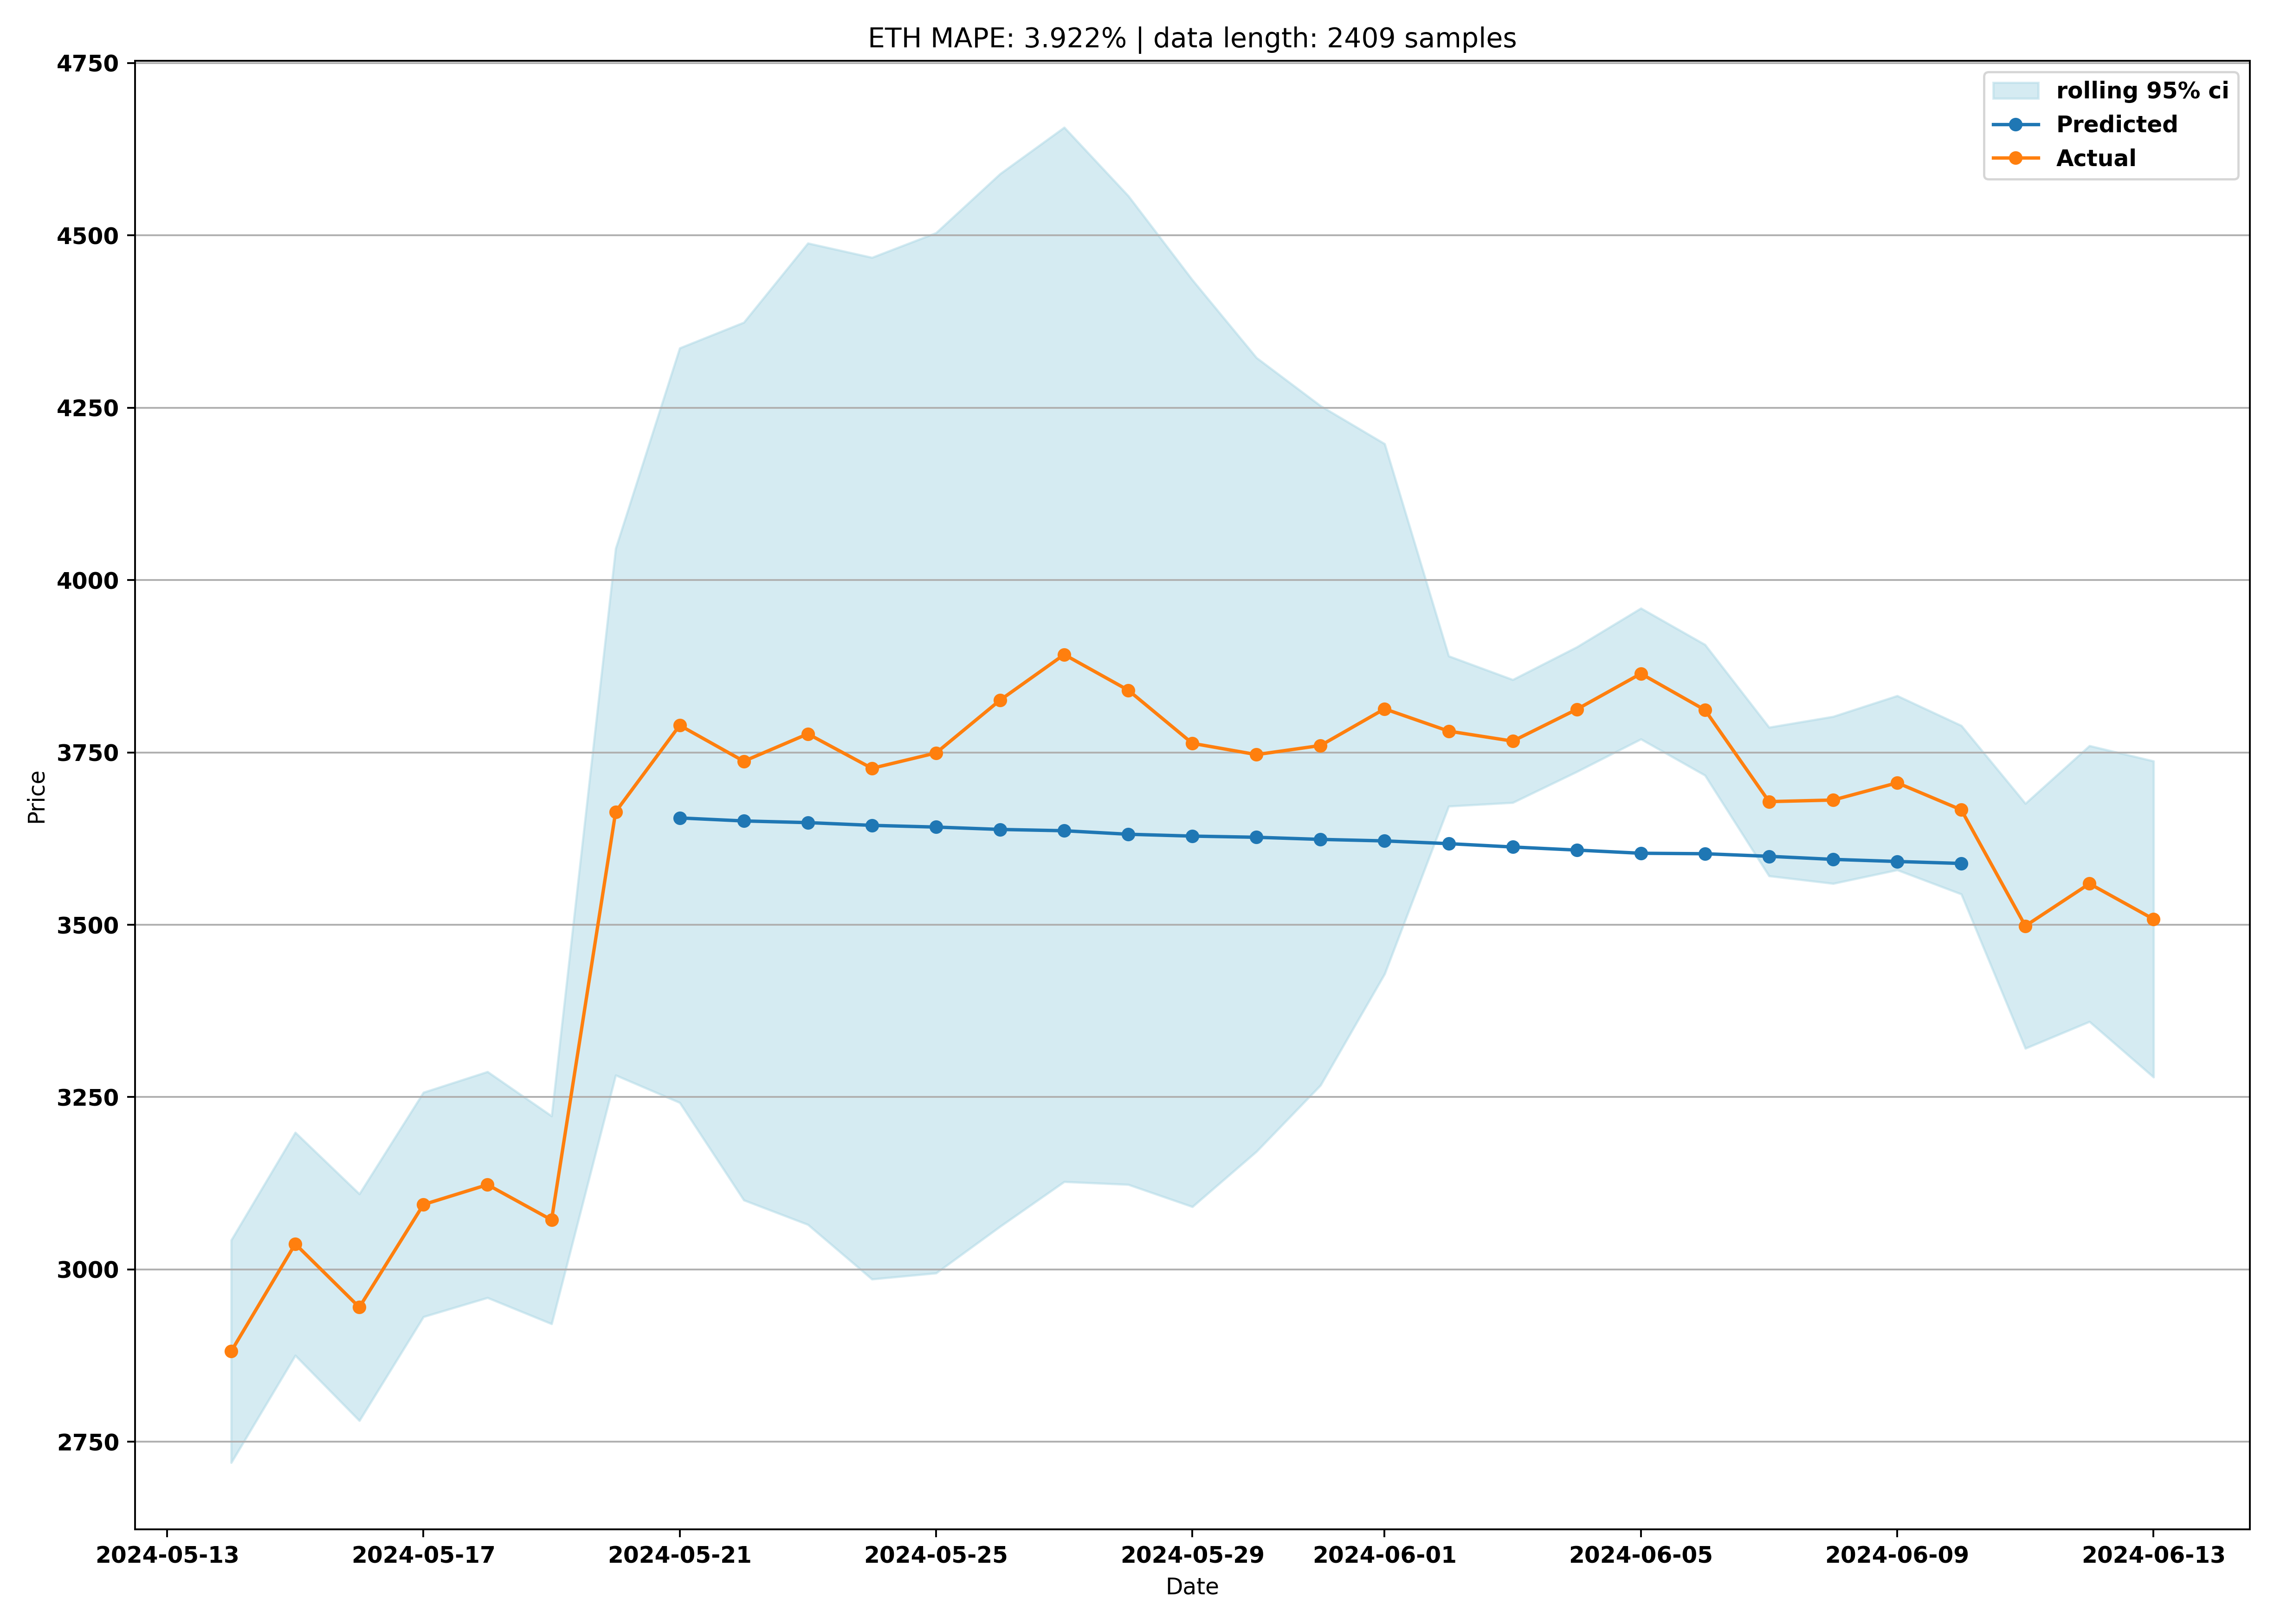 ETH MAPE: 3.922% | data length: 2409 samples
rolling 95% ci
Predicted
Actual
4750
4500
4250
4000
3750
3500
3250
3000
2750
Price
2024-05-13 2024-05-17 2024-05-21 2024-05-25 2024-05-29 2024-06-01 2024-06-05 2024-06-09 2024-06-13
Date